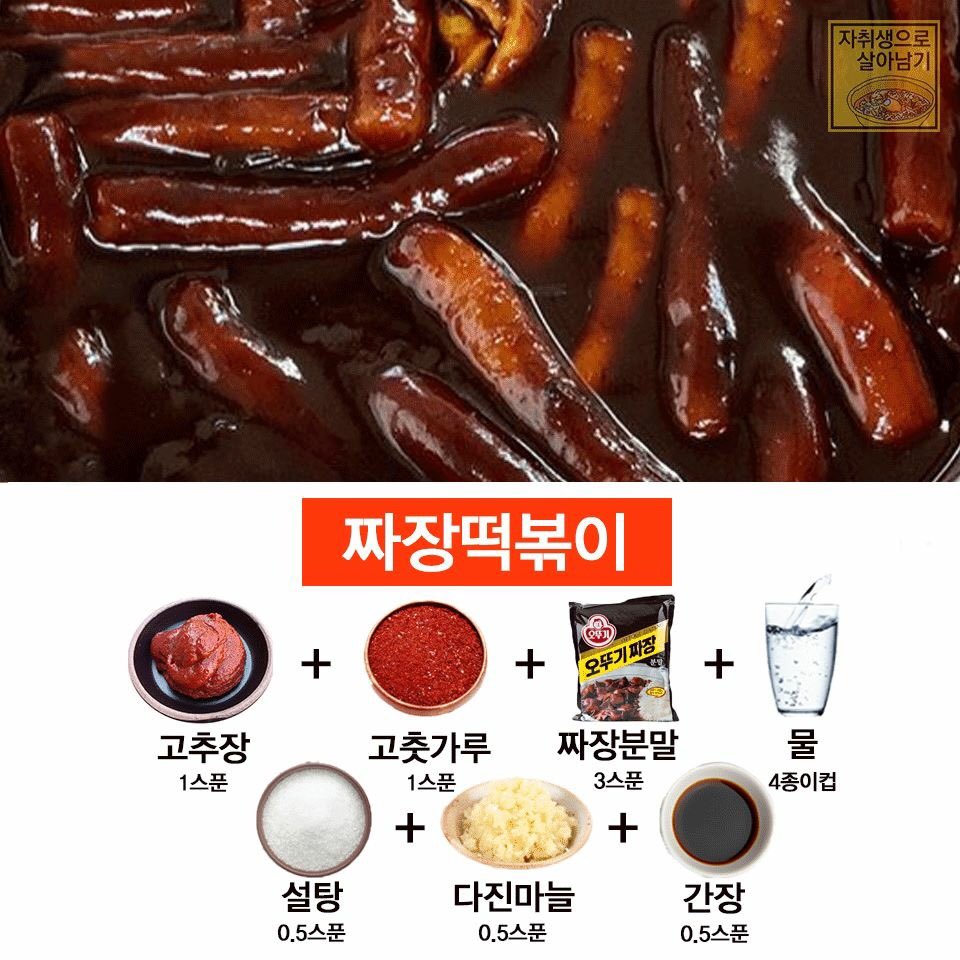 자취생으로
살아남기
짜장떡볶이
오뚜기
오뚜기 짜장
분말
+ + +
고추장 고춧가루 짜장분말 물
1스푼 1스푼 3스푼 4종이컵
+ +
설탕 다진마늘 간장
0.5스푼 0.5스푼 0.5스푼